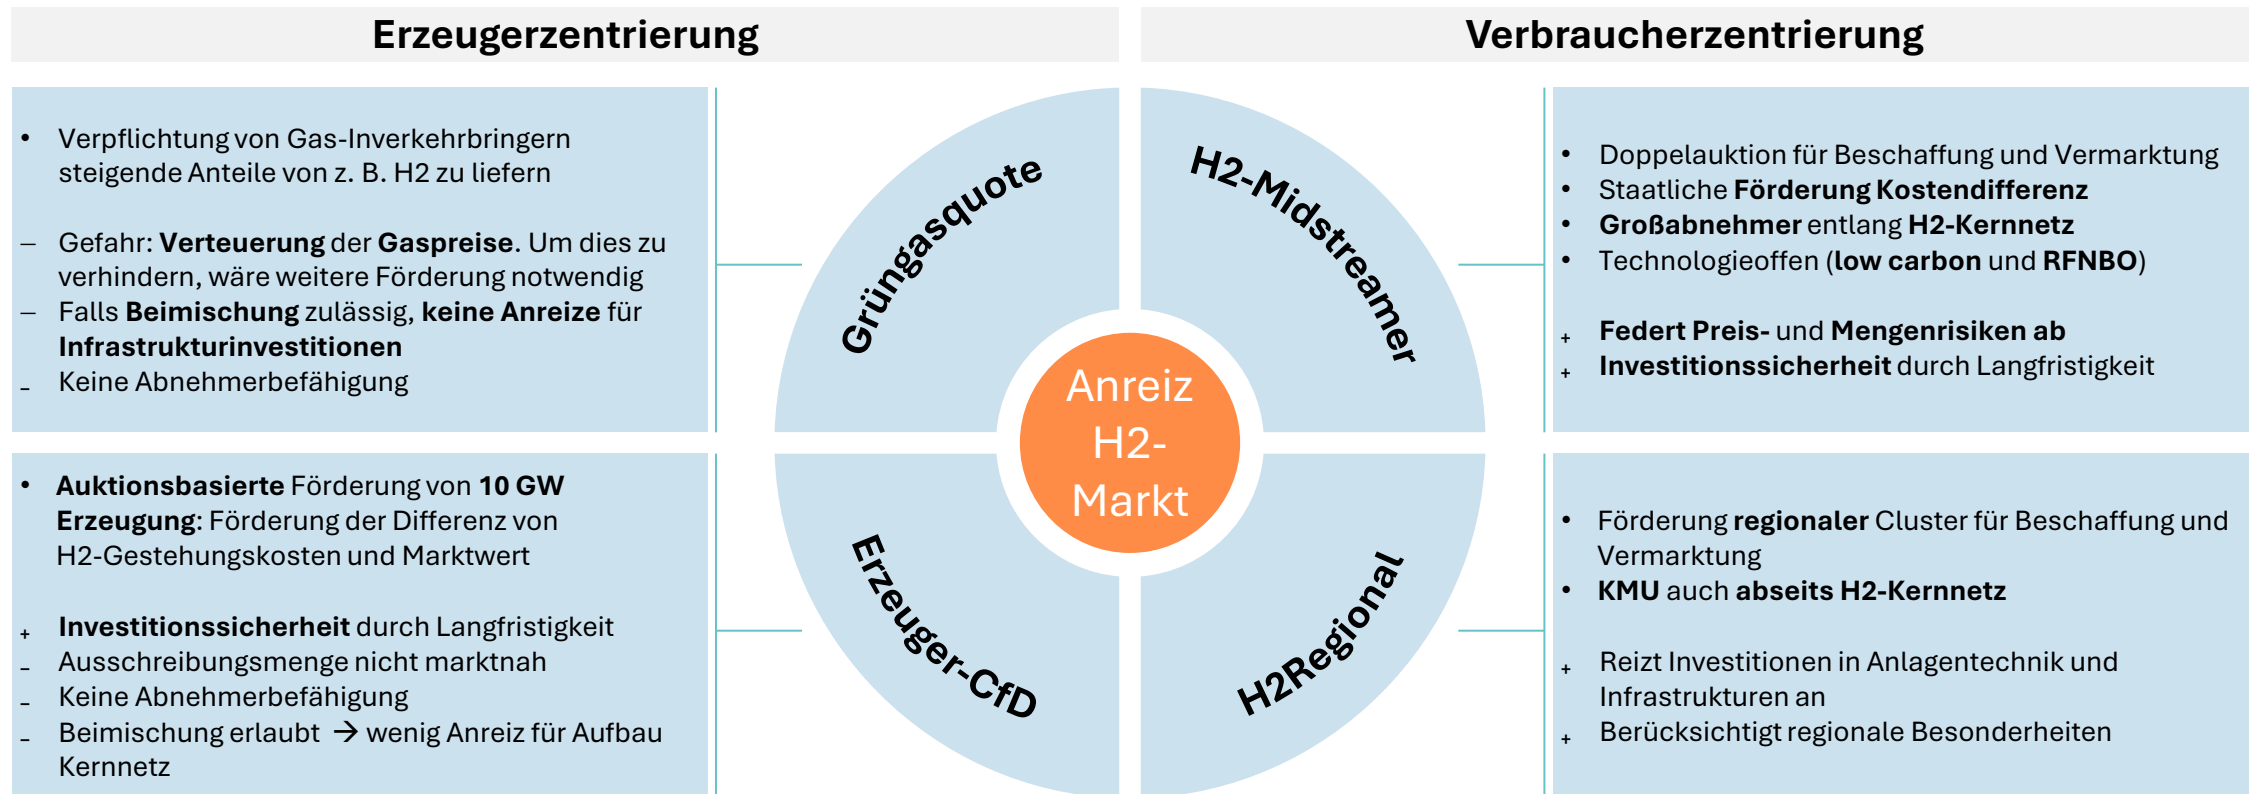 Erzeugerzentrierung
Verbraucherzentrierung
• Verpflichtung von Gas-Inverkehrbringern
steigende Anteile von z. B. H2 zu liefern
– Gefahr: Verteuerung der Gaspreise. Um dies zu
verhindern, wäre weitere Förderung notwendig
– Falls Beimischung zulässig, keine Anreize für
Infrastrukturinvestitionen
- Keine Abnehmerbefähigung
Grüngasquote
H2-Midstreamer
• Doppelauktion für Beschaffung und Vermarktung
• Staatliche Förderung Kostendifferenz
• Großabnehmer entlang H2-Kernnetz
• Technologieoffen (low carbon und RFNBO)
+ Federt Preis- und Mengenrisiken ab
+ Investitionssicherheit durch Langfristigkeit
Anreiz
H2-
Markt
• Auktionsbasierte Förderung von 10 GW
Erzeugung: Förderung der Differenz von
H2-Gestehungskosten und Marktwert
+ Investitionssicherheit durch Langfristigkeit
- Ausschreibungsmenge nicht marktnah
- Keine Abnehmerbefähigung
- Beimischung erlaubt → wenig Anreiz für Aufbau
Kernnetz
Erzeuger-CfD
H2Regional
• Förderung regionaler Cluster für Beschaffung und
Vermarktung
• KMU auch abseits H2-Kernnetz
+ Reizt Investitionen in Anlagentechnik und
Infrastrukturen an
+ Berücksichtigt regionale Besonderheiten